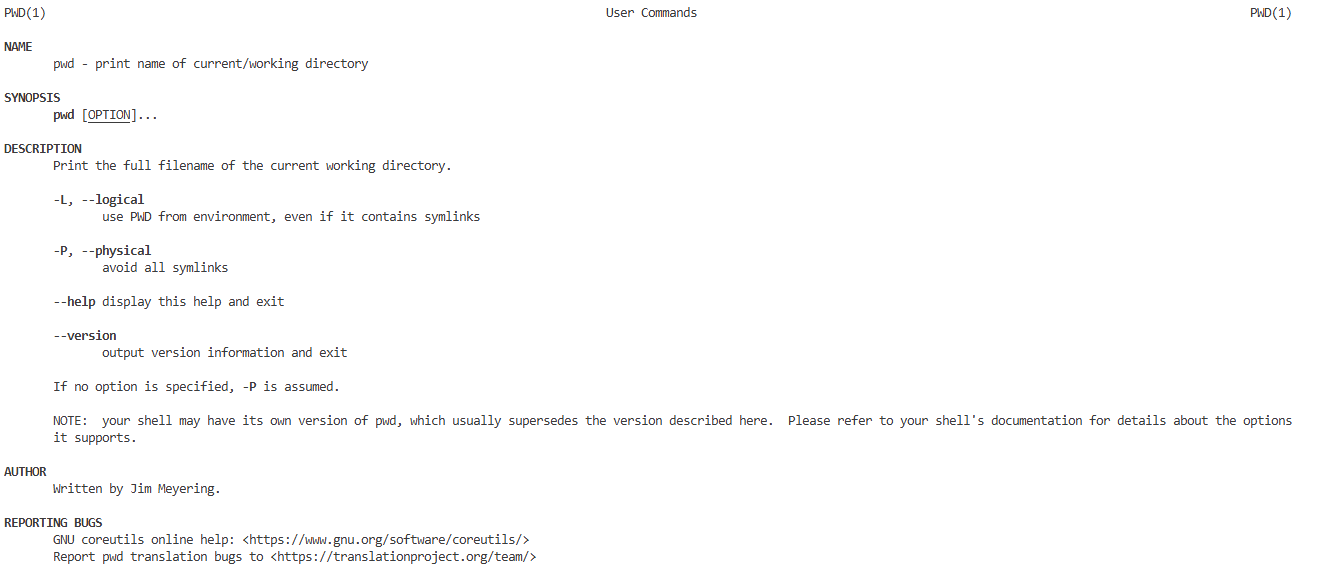 PWD(1) User Commands PWD(1)
NAME
pwd - print name of current/working directory
SYNOPSIS
pwd [OPTION]...
DESCRIPTION
Print the full filename of the current working directory.
-L, --logical
use PWD from environment, even if it contains symlinks
-P, --physical
avoid all symlinks
--help display this help and exit
--version
output version information and exit
If no option is specified, -P is assumed.
NOTE:  your shell may have its own version of pwd, which usually supersedes the version described here.  Please refer to your shell's documentation for details about the options
it supports.
AUTHOR
Written by Jim Meyering.
REPORTING BUGS
GNU coreutils online help: <https://www.gnu.org/software/coreutils/>
Report pwd translation bugs to <https://translationproject.org/team/>